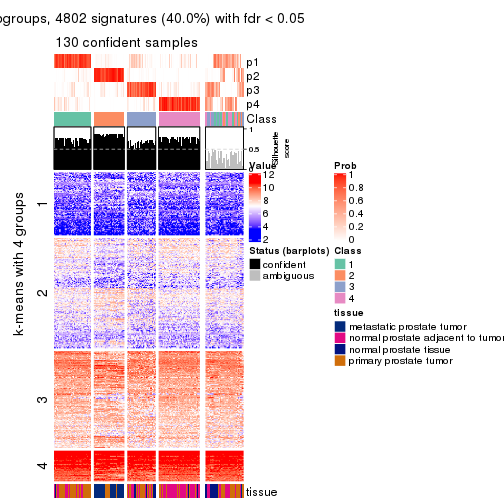 ogroups, 4802 signatures (40.0%) with fdr < 0.05
130 confident samples
p1
p2
p3
p4
Class
1
0.5
0
Silhouette
score
k-means with 4 groups
1
2
3
4
tissue
Value
12
10
8
6
4
2
Status (barplots)
confident
ambiguous
Prob
1
0.8
0.6
0.4
0.2
0
Class
1
2
3
4
tissue
metastatic prostate tumor
normal prostate adjacent to tumor
normal prostate tissue
primary prostate tumor